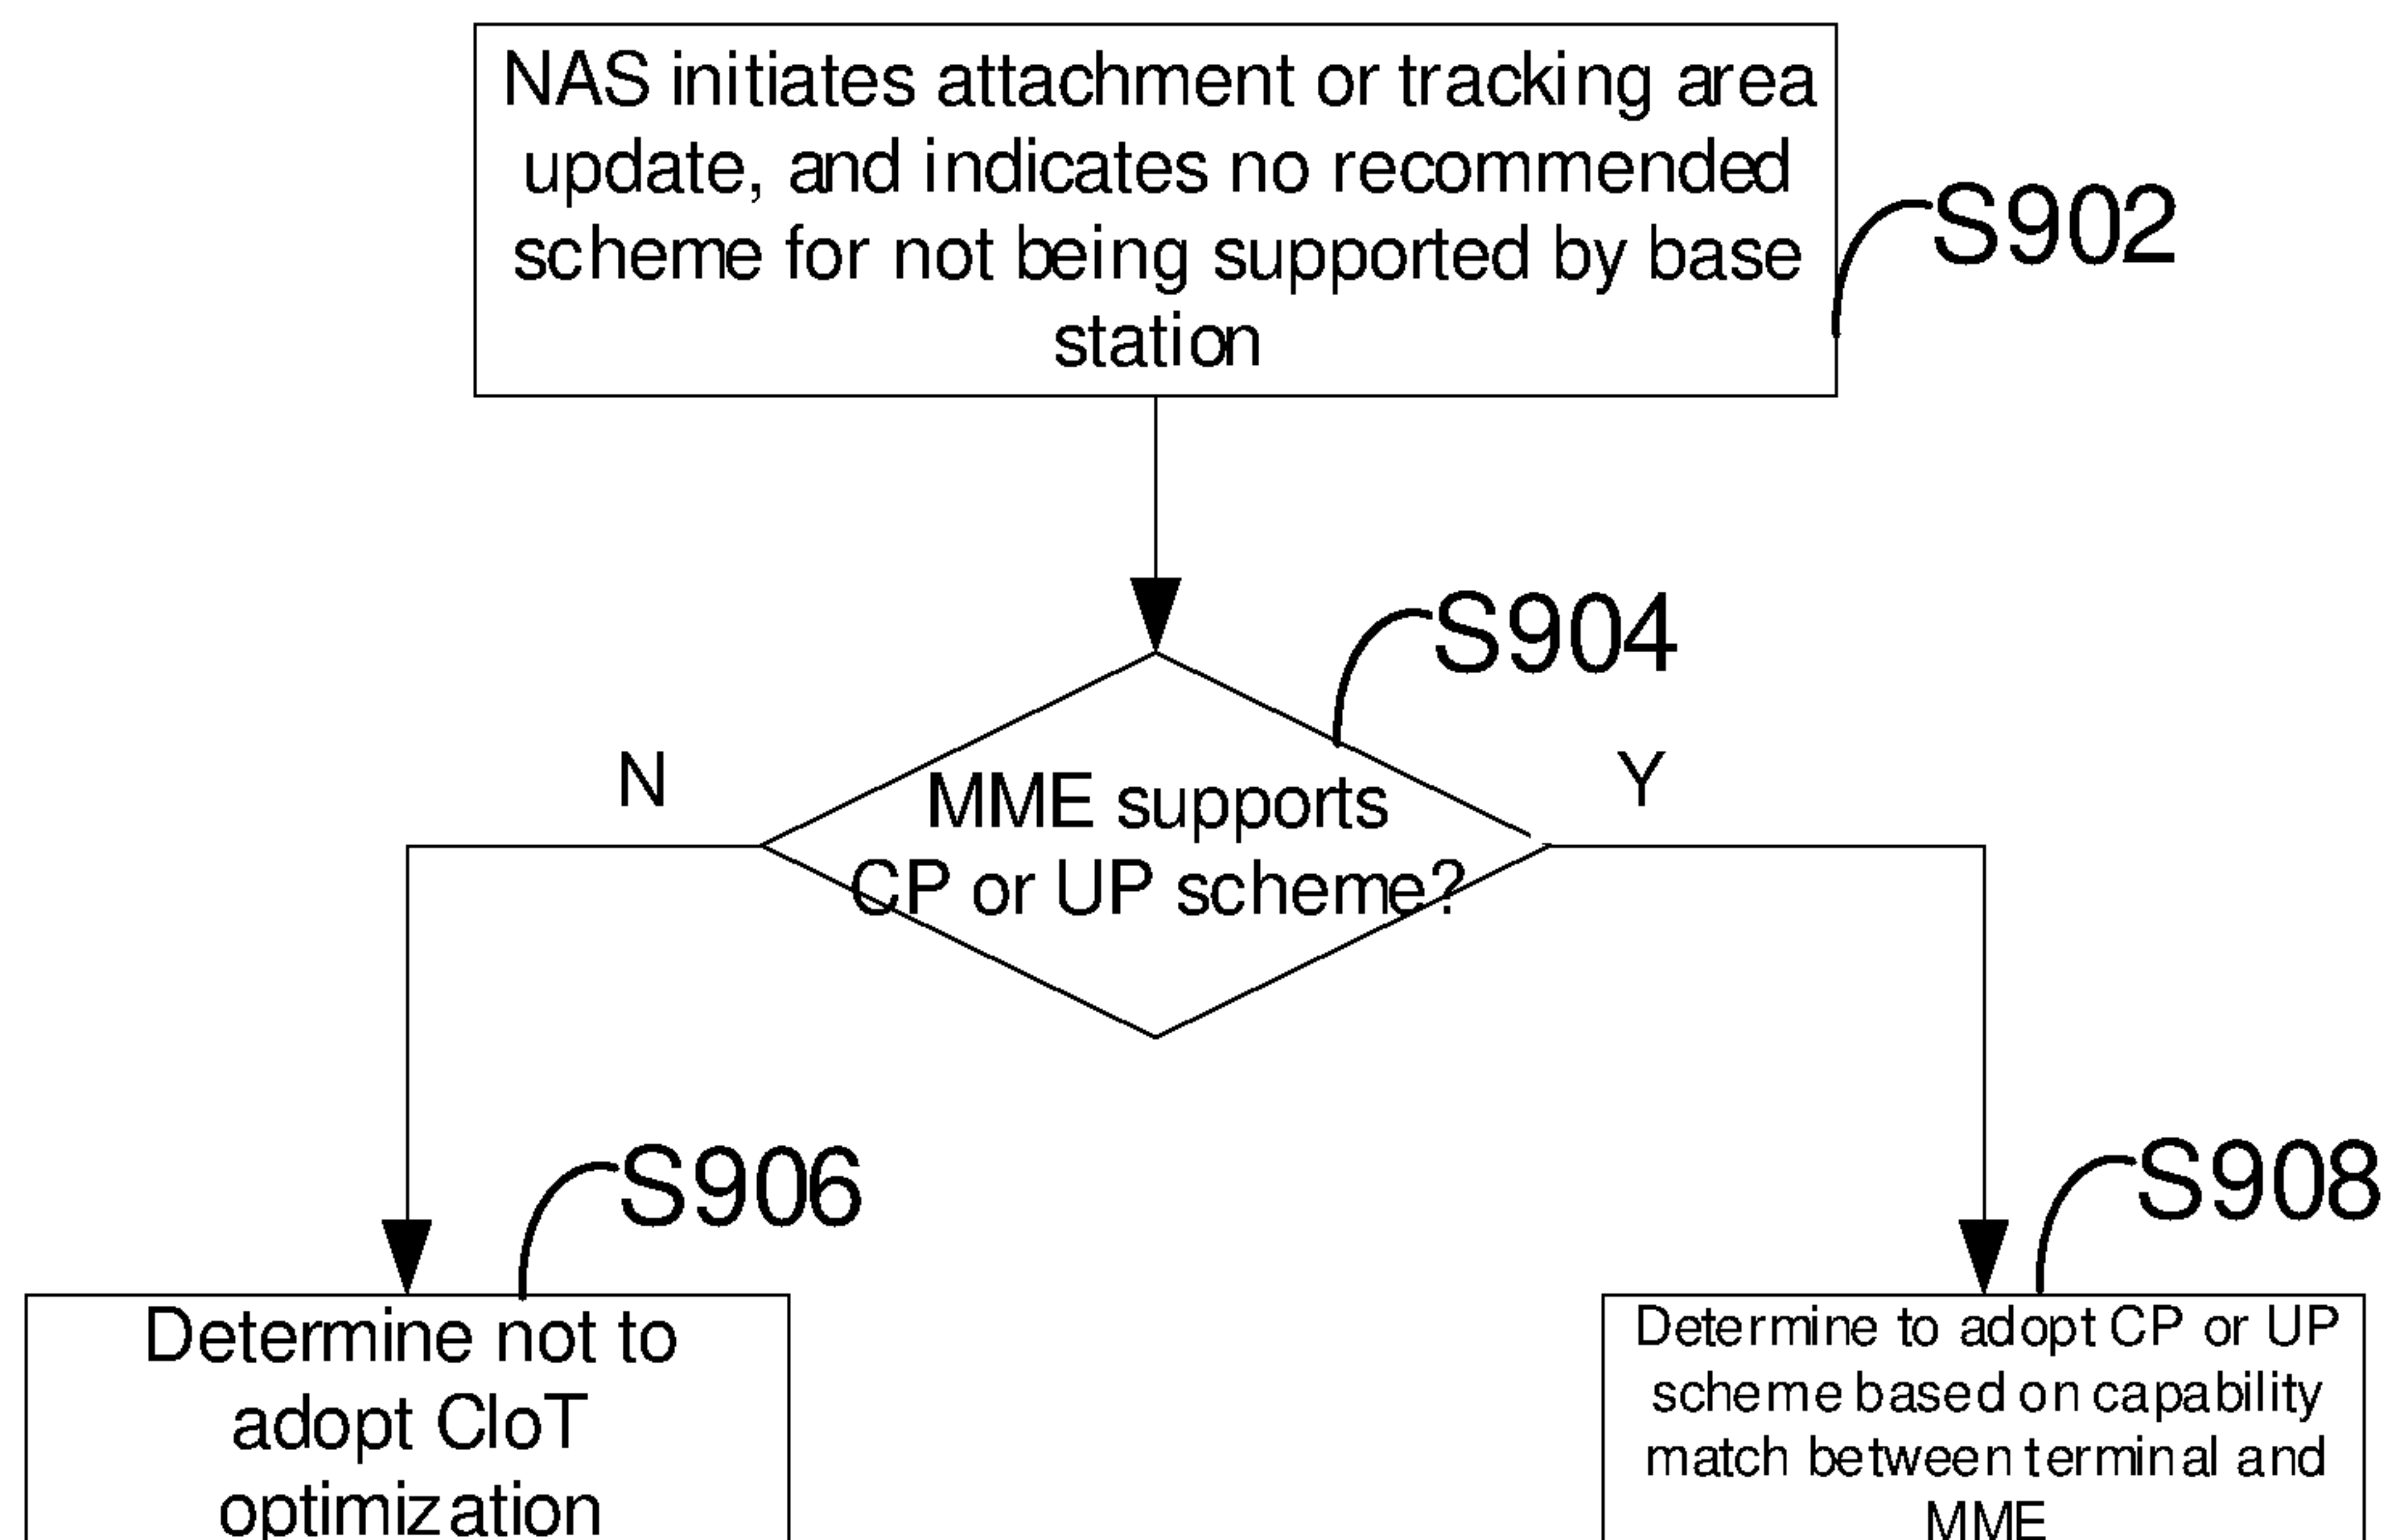 NAS initiates attachment or tracking area
update, and indicates no recommended
scheme for not being supported by base
station
S902
S904
N
Y
MME supports
CP or UP scheme?
S906
S908
Determine not to
adopt CIoT
optimization
Determine to adopt CP or UP
scheme based on capability
match between terminal and
MME